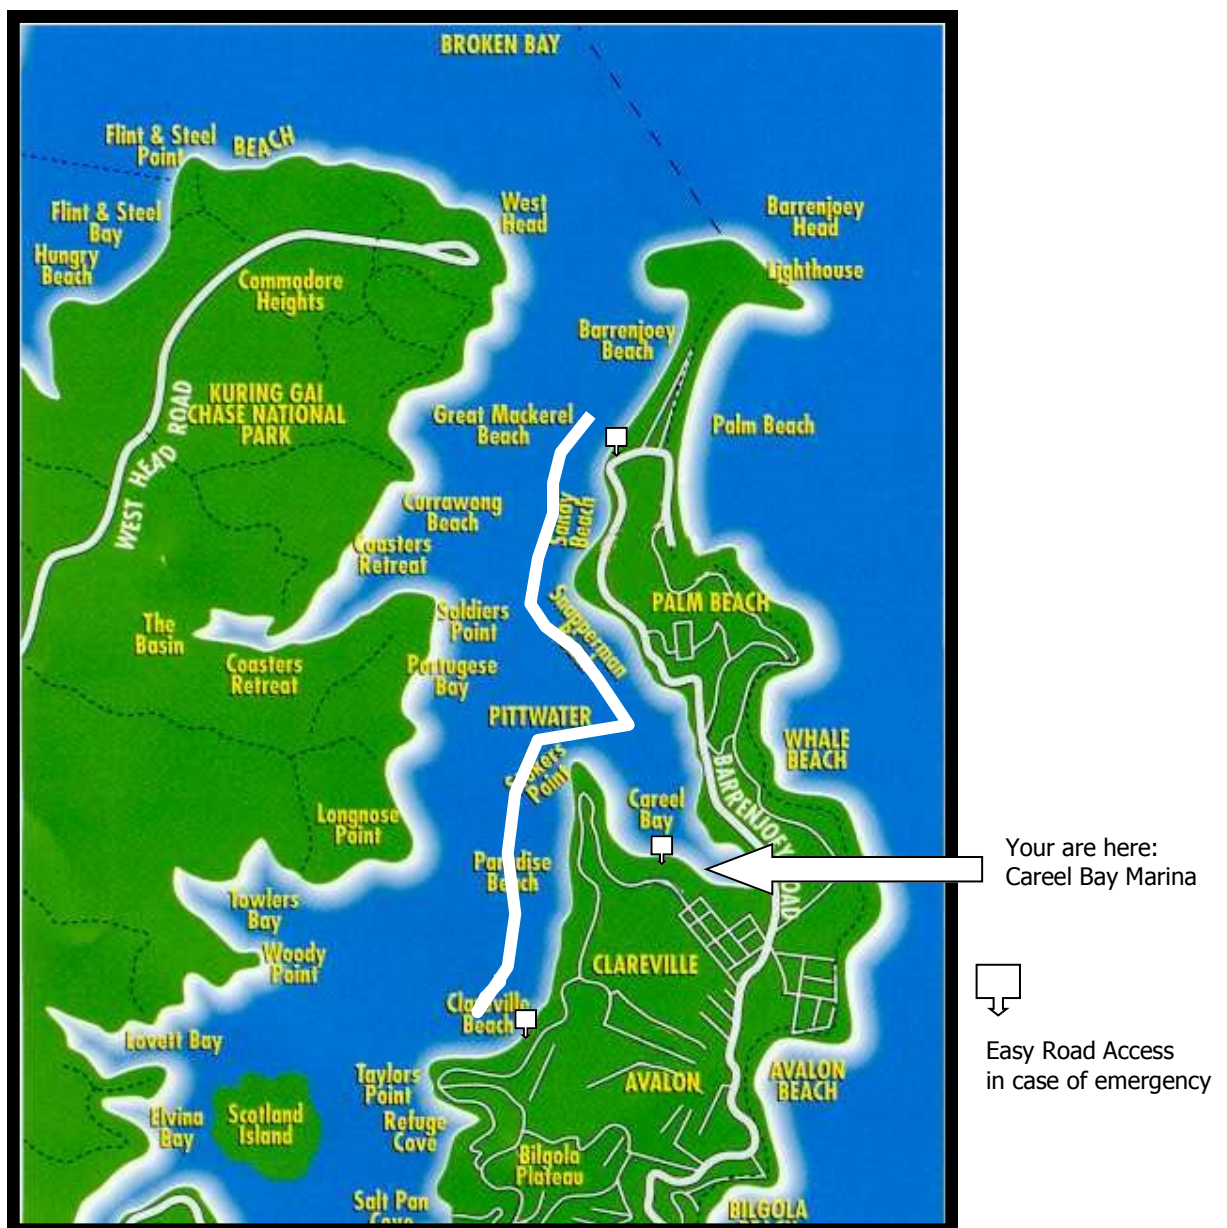 BROKEN BAY
Flint & Steel
Point
BEACH
West
Head
Barrenjoey
Head
Lighthouse
Flint & Steel
Bay
Hungry
Beach
Commodore
Heights
Barrenjoey
Beach
KURING GAI
CHASE NATIONAL
PARK
WEST HEAD ROAD
Great Mackerel
Beach
Palm Beach
Currawong
Beach
Sandy
Beach
Coasters
Retreat
The
Basin
Soldiers
Point
Snapperman
PALM BEACH
Coasters
Retreat
Portugese
Bay
PITTWATER
WHALE
BEACH
Point
Careel
Bay
BARRENJOEY ROAD
Longnose
Point
Paradise
Beach
Your are here:
Careel Bay Marina
Towlers
Bay
Woody
Point
CLAREVILLE
Clareville
Beach
Lovett Bay
Easy Road Access
in case of emergency
Taylors
Point
AVALON
AVALON
BEACH
Elvina
Bay
Scotland
Island
Refuge
Cove
Bilgola
Plateau
Salt Pan
Cove
BILGOLA
BEACH